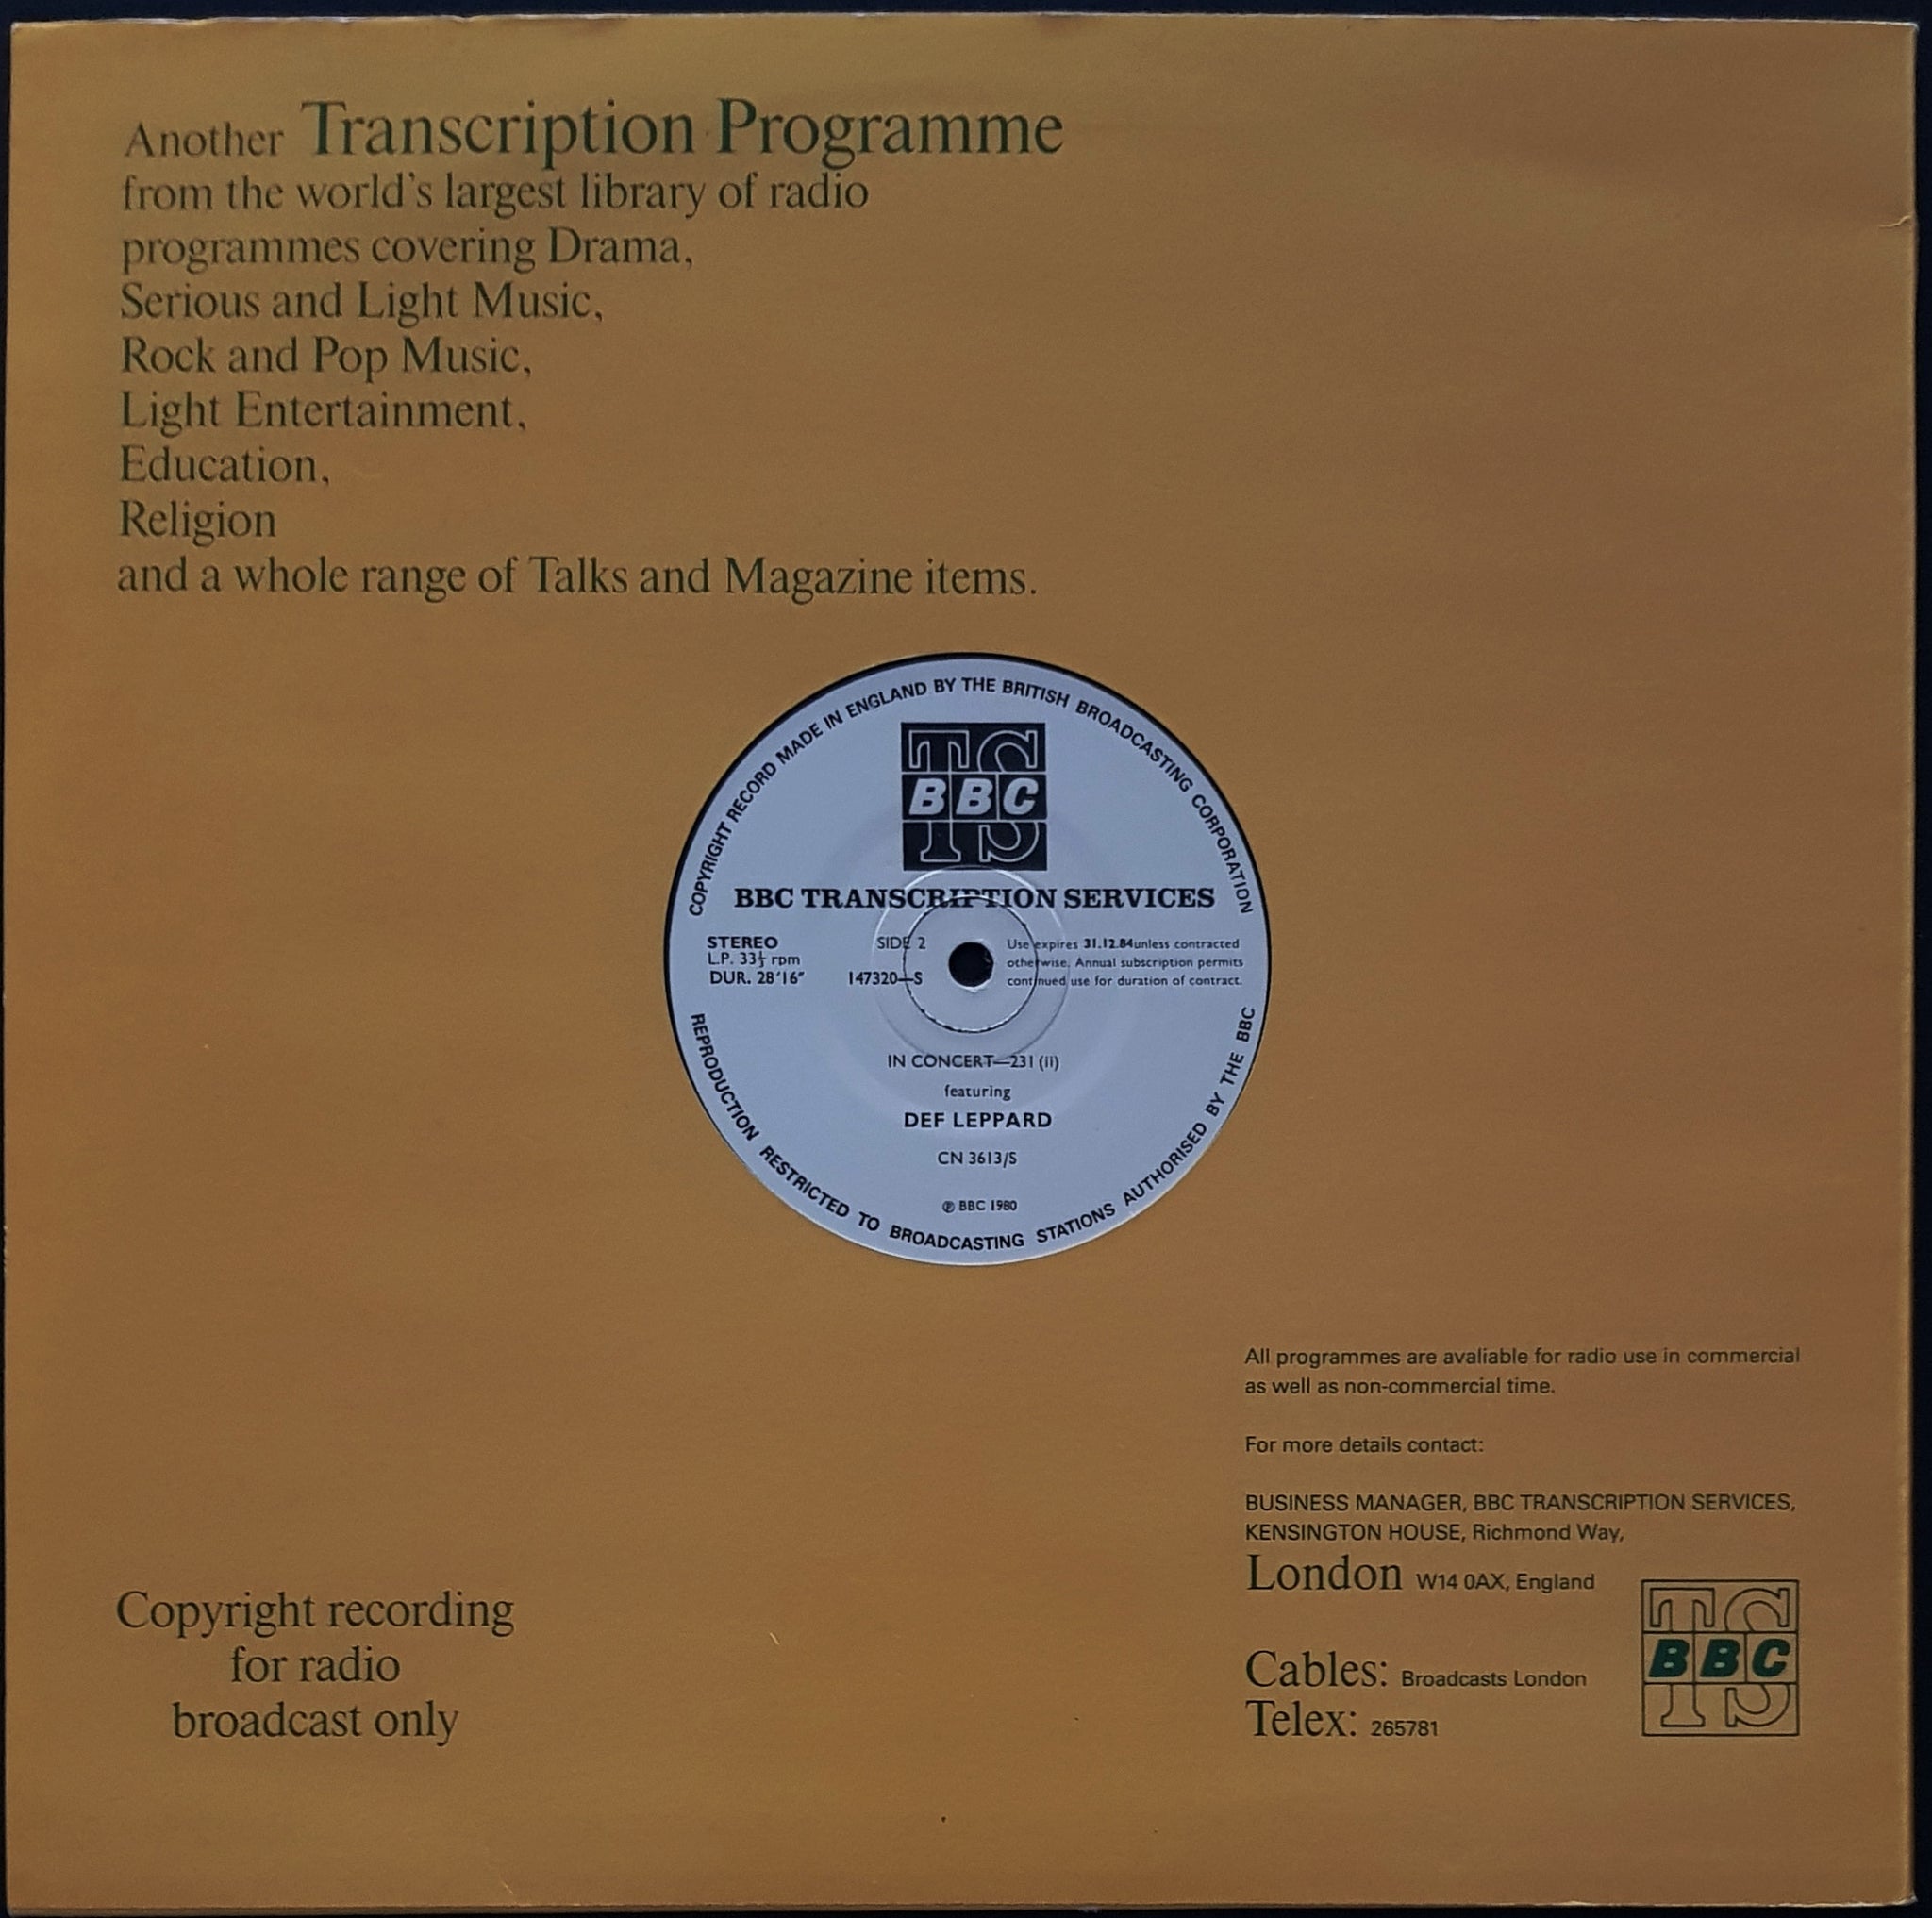 Another Transcription Programme
from the world's largest library of radio
programmes covering Drama,
Serious and Light Music,
Rock and Pop Music,
Light Entertainment,
Education,
Religion
and a whole range of Talks and Magazine items.
COPYRIGHT RECORD MADE IN ENGLAND BY THE BRITISH BROADCASTING CORPORATION
TS
BBC
TS
BBC TRANSCRIPTION SERVICES
STEREO
L.P. 33⅓ rpm
DUR. 28'16"
SIDE 2
147320—S
Use expires 31.12.84 unless contracted
otherwise. Annual subscription permits
continued use for duration of contract.
IN CONCERT—231 (ii)
featuring
DEF LEPPARD
CN 3613/S
℗ BBC 1980
REPRODUCTION RESTRICTED TO BROADCASTING STATIONS AUTHORISED BY THE BBC
All programmes are avaliable for radio use in commercial
as well as non-commercial time.
For more details contact:
BUSINESS MANAGER, BBC TRANSCRIPTION SERVICES,
KENSINGTON HOUSE, Richmond Way,
London W14 0AX, England
Cables: Broadcasts London
Telex: 265781
TS
BBC
TS
Copyright recording
for radio
broadcast only